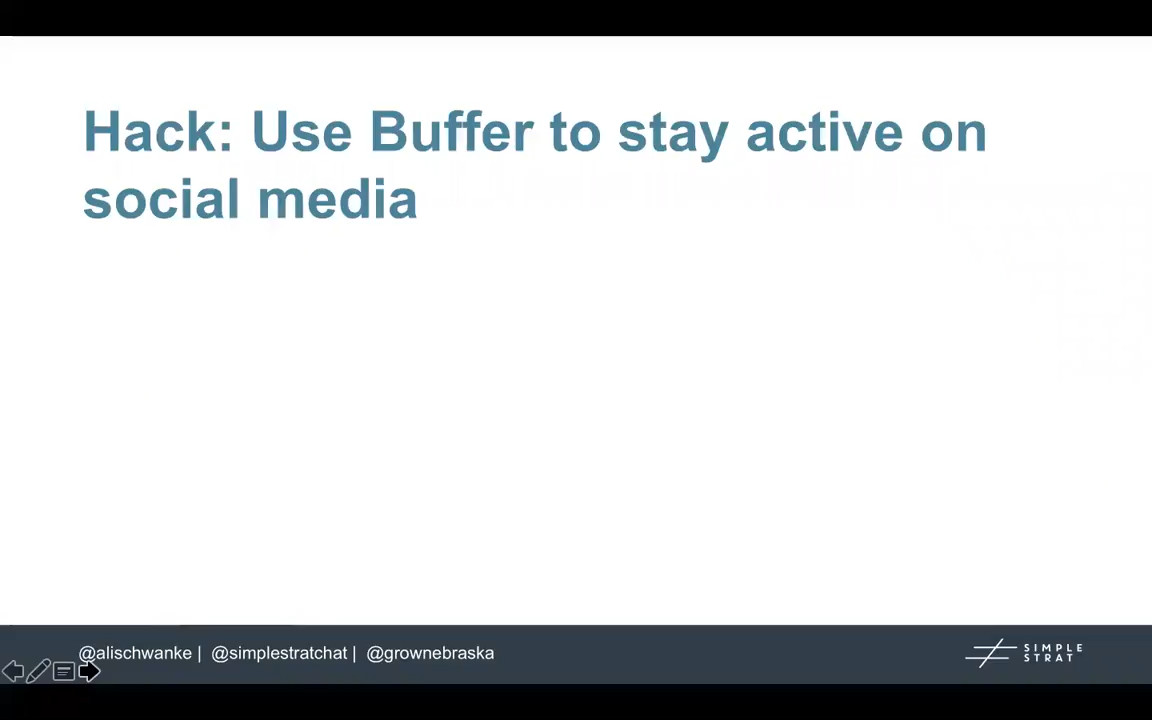 Hack: Use Buffer to stay active on
social media
@alischwanke | @simplestratchat | @grownebraska
SIMPLE
STRAT